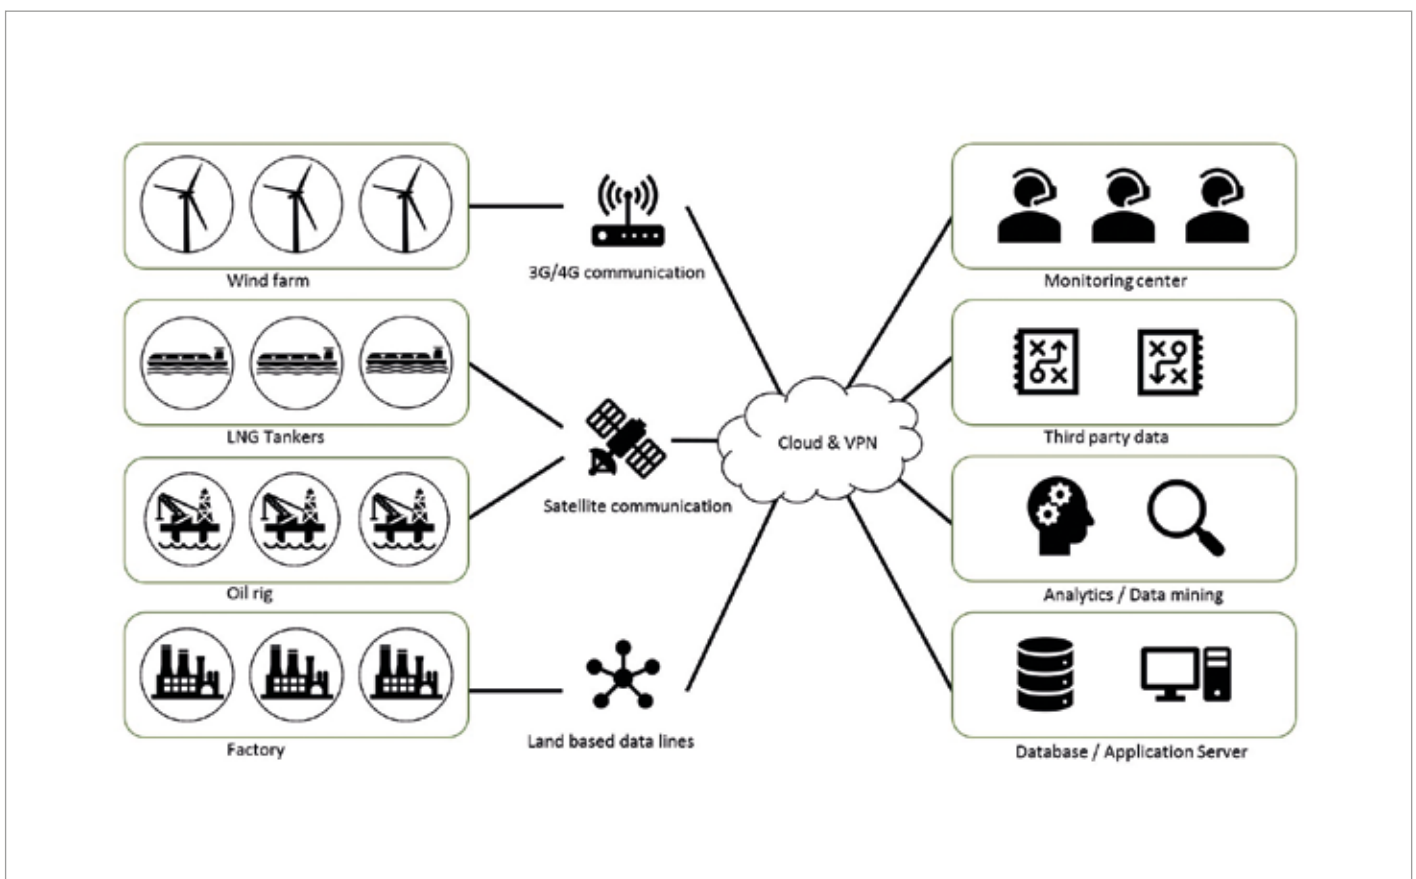 Wind farm
LNG Tankers
Oil rig
Factory
3G/4G communication
Satellite communication
Land based data lines
Cloud & VPN
Monitoring center
Third party data
Analytics / Data mining
Database / Application Server